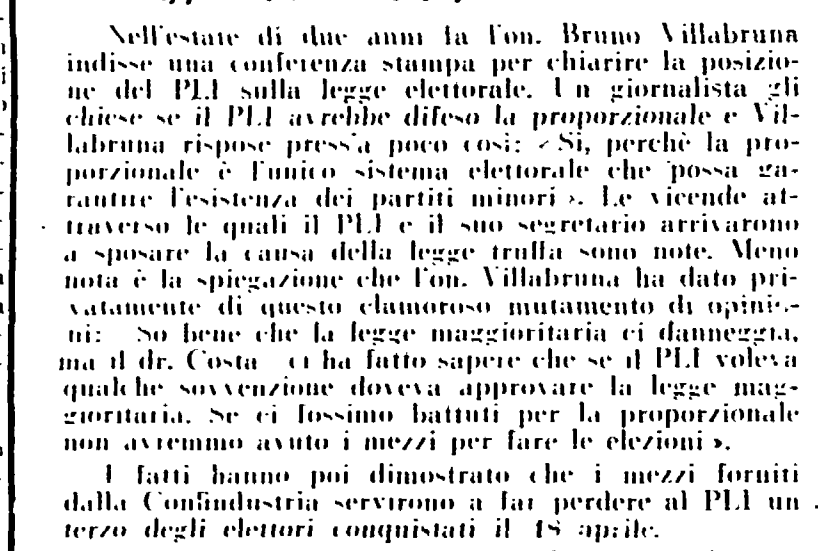 Nell'estate di due anni fa l'on. Bruno Villabruna
indisse una conferenza stampa per chiarire la posizio-
ne del PLI sulla legge elettorale. Un giornalista gli
chiese se il PLI avrebbe difeso la proporzionale e Vil-
labruna rispose press'a poco così: «Sì, perchè la pro-
porzionale è l'unico sistema elettorale che possa ga-
rantire l'esistenza dei partiti minori». Le vicende at-
traverso le quali il PLI e il suo segretario arrivarono
a sposare la causa della legge truffa sono note. Meno
nota è la spiegazione che l'on. Villabruna ha dato pri-
vatamente di questo clamoroso mutamento di opinio-
ni: So bene che la legge maggioritaria ci danneggia,
ma il dr. Costa ci ha fatto sapere che se il PLI voleva
qualche sovvenzione doveva approvare la legge mag-
gioritaria. Se ci fossimo battuti per la proporzionale
non avremmo avuto i mezzi per fare le elezioni».
I fatti hanno poi dimostrato che i mezzi forniti
dalla Confindustria servirono a far perdere al PLI un
terzo degli elettori conquistati il 18 aprile.